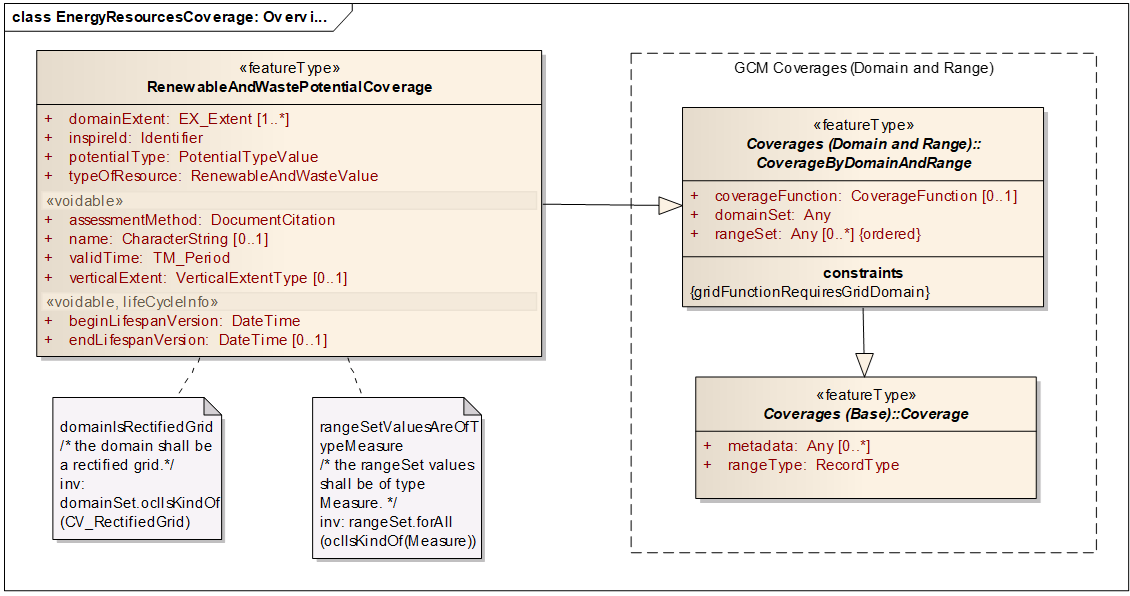 class EnergyResourcesCoverage: Overvi...
«featureType»
RenewableAndWastePotentialCoverage
+ domainExtent: EX_Extent [1..*]
+ inspireId: Identifier
+ potentialType: PotentialTypeValue
+ typeOfResource: RenewableAndWasteValue
«voidable»
+ assessmentMethod: DocumentCitation
+ name: CharacterString [0..1]
+ validTime: TM_Period
+ verticalExtent: VerticalExtentType [0..1]
«voidable, lifeCycleInfo»
+ beginLifespanVersion: DateTime
+ endLifespanVersion: DateTime [0..1]
domainIsRectifiedGrid
/* the domain shall be
a rectified grid.*/
inv:
domainSet.oclIsKindOf
(CV_RectifiedGrid)
rangeSetValuesAreOfT
ypeMeasure
/* the rangeSet values
shall be of type
Measure. */
inv: rangeSet.forAll
(oclIsKindOf(Measure))
GCM Coverages (Domain and Range)
«featureType»
Coverages (Domain and Range)::
CoverageByDomainAndRange
+ coverageFunction: CoverageFunction [0..1]
+ domainSet: Any
+ rangeSet: Any [0..*] {ordered}
constraints
{gridFunctionRequiresGridDomain}
«featureType»
Coverages (Base)::Coverage
+ metadata: Any [0..*]
+ rangeType: RecordType